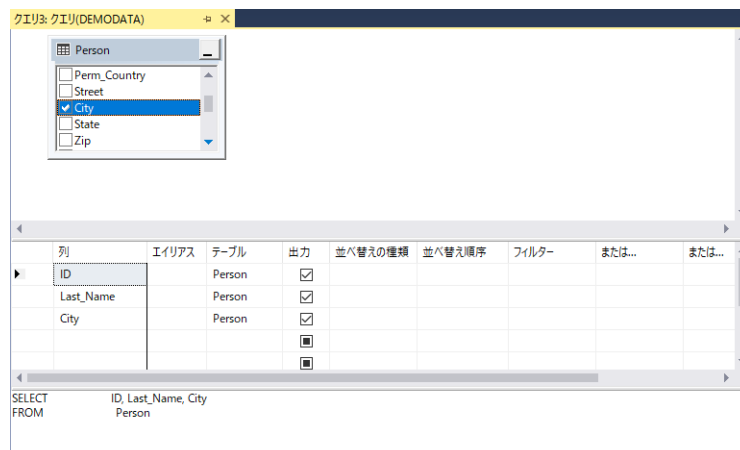 クエリ3: クエリ(DEMODATA)
Person
Perm_Country
Street
City
State
Zip
列 エイリアス テーブル 出力 並べ替えの種類 並べ替え順序 フィルター または... または...
ID Person
Last_Name Person
City Person
SELECT ID, Last_Name, City
FROM Person